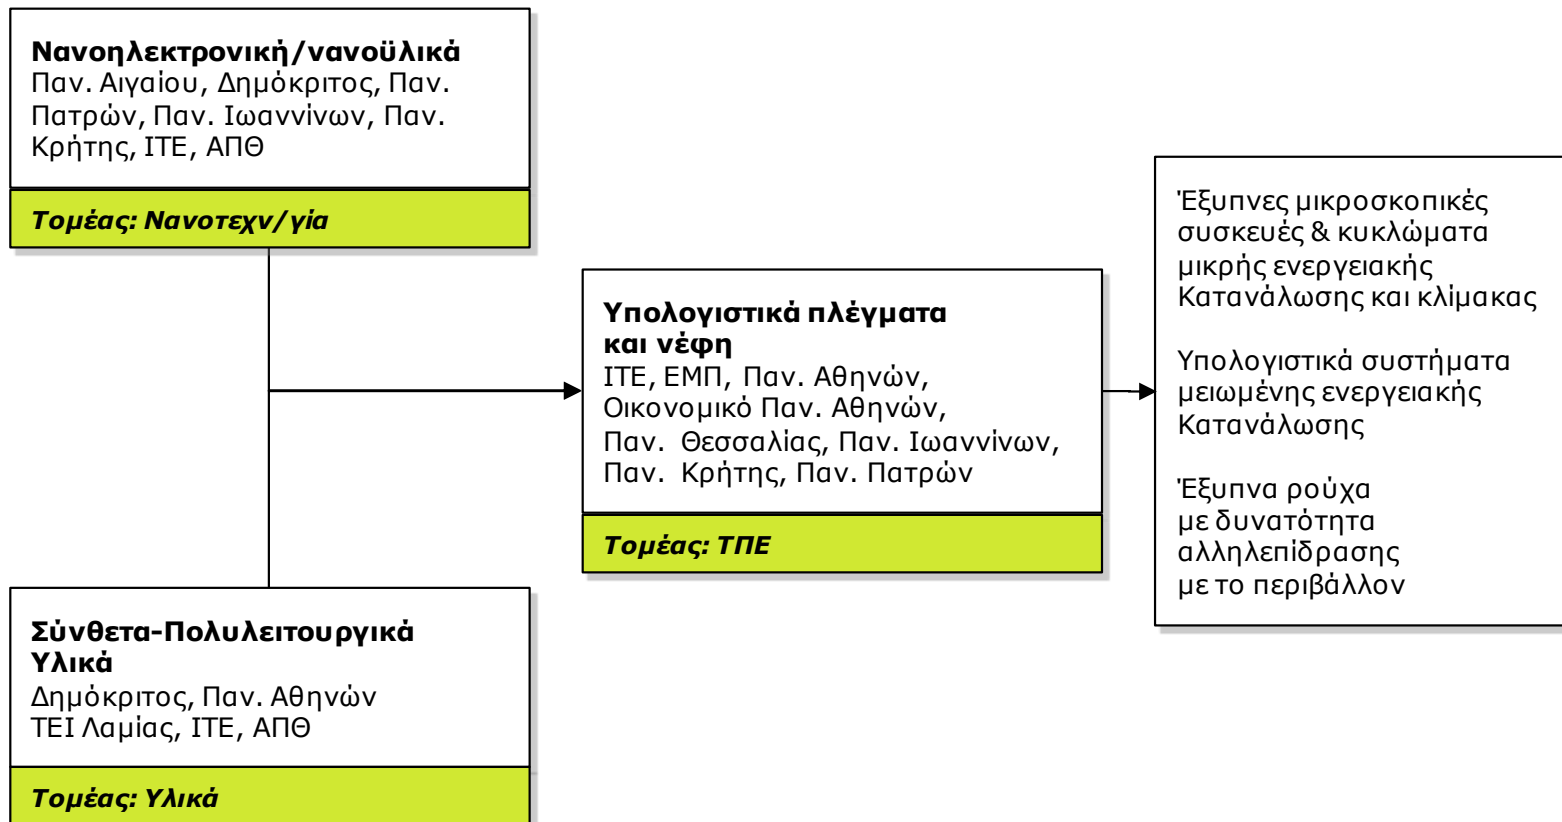 Νανοηλεκτρονική/νανοϋλικά
Παν. Αιγαίου, Δημόκριτος, Παν.
Πατρών, Παν. Ιωαννίνων, Παν.
Κρήτης, ΙΤΕ, ΑΠΘ
Τομέας: Νανοτεχν/γία
Σύνθετα-Πολυλειτουργικά
Υλικά
Δημόκριτος, Παν. Αθηνών
ΤΕΙ Λαμίας, ΙΤΕ, ΑΠΘ
Τομέας: Υλικά
Υπολογιστικά πλέγματα
και νέφη
ΙΤΕ, ΕΜΠ, Παν. Αθηνών,
Οικονομικό Παν. Αθηνών,
Παν. Θεσσαλίας, Παν. Ιωαννίνων,
Παν. Κρήτης, Παν. Πατρών
Τομέας: ΤΠΕ
Έξυπνες μικροσκοπικές
συσκευές & κυκλώματα
μικρής ενεργειακής
Κατανάλωσης και κλίμακας
Υπολογιστικά συστήματα
μειωμένης ενεργειακής
Κατανάλωσης
Έξυπνα ρούχα
με δυνατότητα
αλληλεπίδρασης
με το περιβάλλον